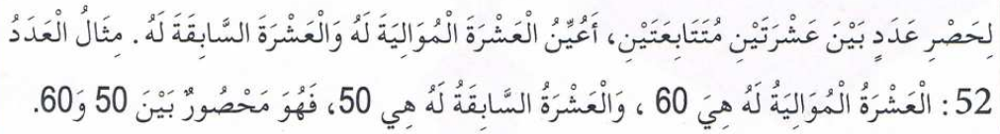 لِحَصْرِ عَدَدٍ بَيْنَ عَشْرَتَيْنِ مُتَتَابِعَتَيْنِ، أُعَيِّنُ الْعَشْرَةَ الْمُوَالِيَةَ لَهُ وَالْعَشْرَةَ السَّابِقَةَ لَهُ. مِثَالُ الْعَدَدُ
52: الْعَشْرَةُ الْمُوَالِيَةُ لَهُ هِيَ 60 ، وَالْعَشْرَةُ السَّابِقَةُ لَهُ هِي 50، فَهُوَ مَحْصُورٌ بَيْنَ 50 وَ60.